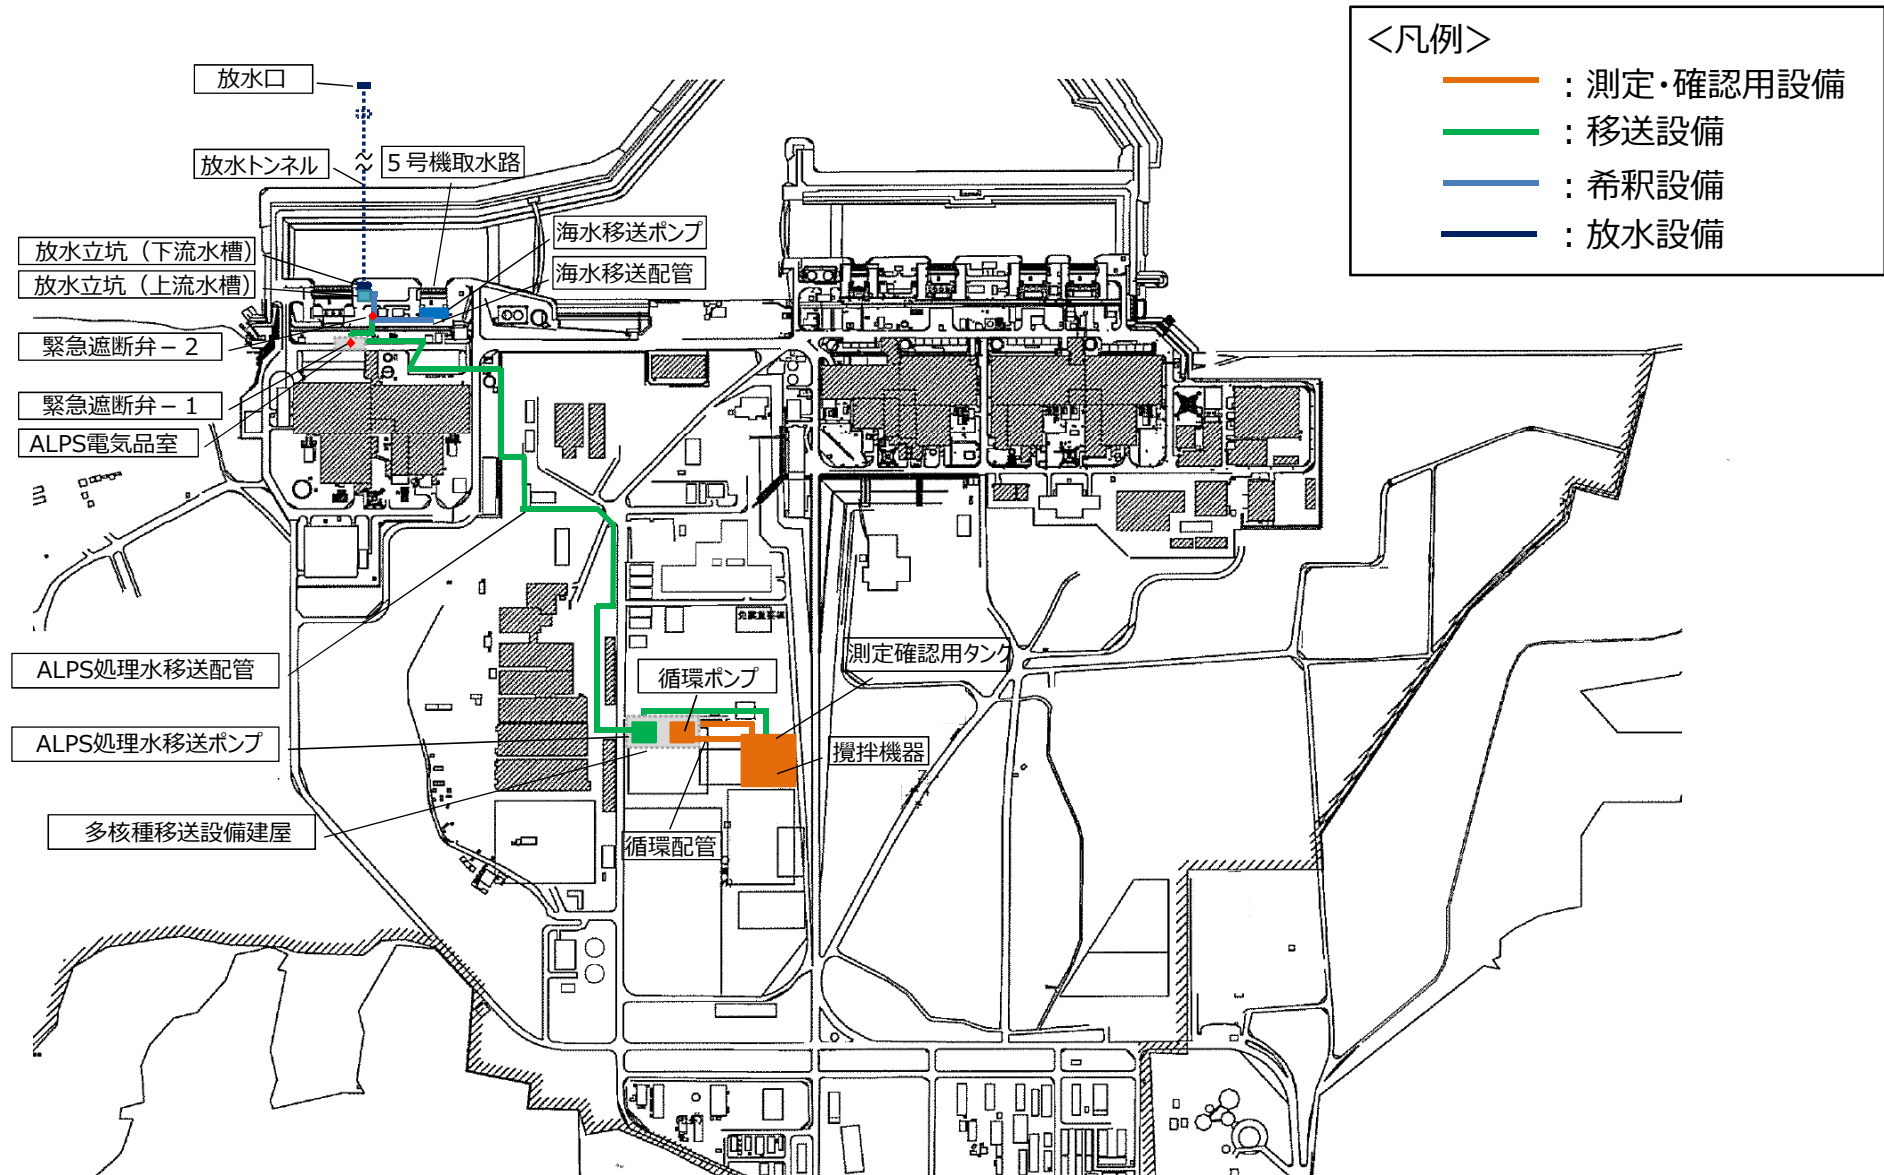 <凡例>
：測定・確認用設備
：移送設備
：希釈設備
：放水設備
放水口
放水トンネル
５号機取水路
海水移送ポンプ
海水移送配管
放水立坑（下流水槽）
放水立坑（上流水槽）
緊急遮断弁－２
緊急遮断弁－１
ALPS電気品室
ALPS処理水移送配管
測定確認用タンク
循環ポンプ
ALPS処理水移送ポンプ
攪拌機器
多核種移送設備建屋
循環配管